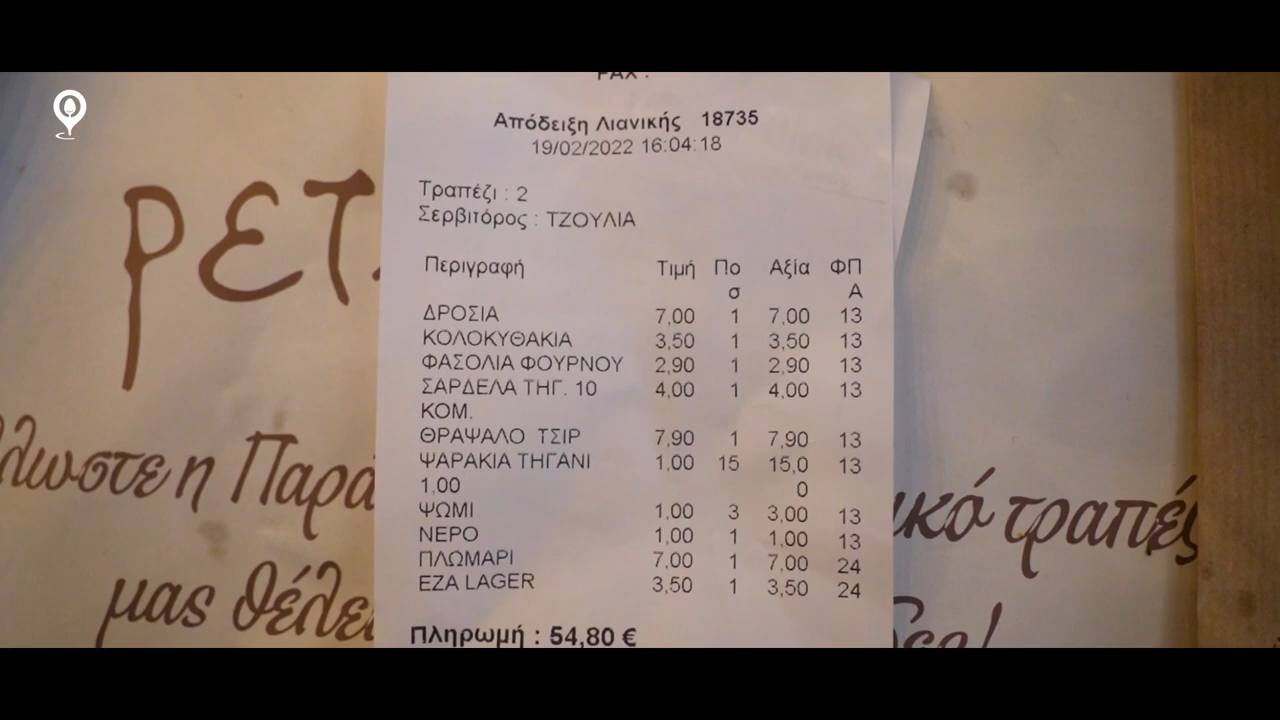 FAX :
Απόδειξη Λιανικής 18735
19/02/2022 16:04:18
Τραπέζι : 2
Σερβιτόρος : ΤΖΟΥΛΙΑ
Περιγραφή Τιμή Πο Αξία ΦΠ
σ Α
ΔΡΟΣΙΑ 7,00 1 7,00 13
ΚΟΛΟΚΥΘΑΚΙΑ 3,50 1 3,50 13
ΦΑΣΟΛΙΑ ΦΟΥΡΝΟΥ 2,90 1 2,90 13
ΣΑΡΔΕΛΑ ΤΗΓ. 10 4,00 1 4,00 13
ΚΟΜ.
ΘΡΑΨΑΛΟ ΤΣΙΡ 7,90 1 7,90 13
ΨΑΡΑΚΙΑ ΤΗΓΑΝΙ 1,00 15 15,0 13
1,00 0
ΨΩΜΙ 1,00 3 3,00 13
ΝΕΡΟ 1,00 1 1,00 13
ΠΛΩΜΑΡΙ 7,00 1 7,00 24
EZA LAGER 3,50 1 3,50 24
Πληρωμή : 54,80 €
ρετ
λωστε η Παρά
ικό τραπέζ
μας θέλει